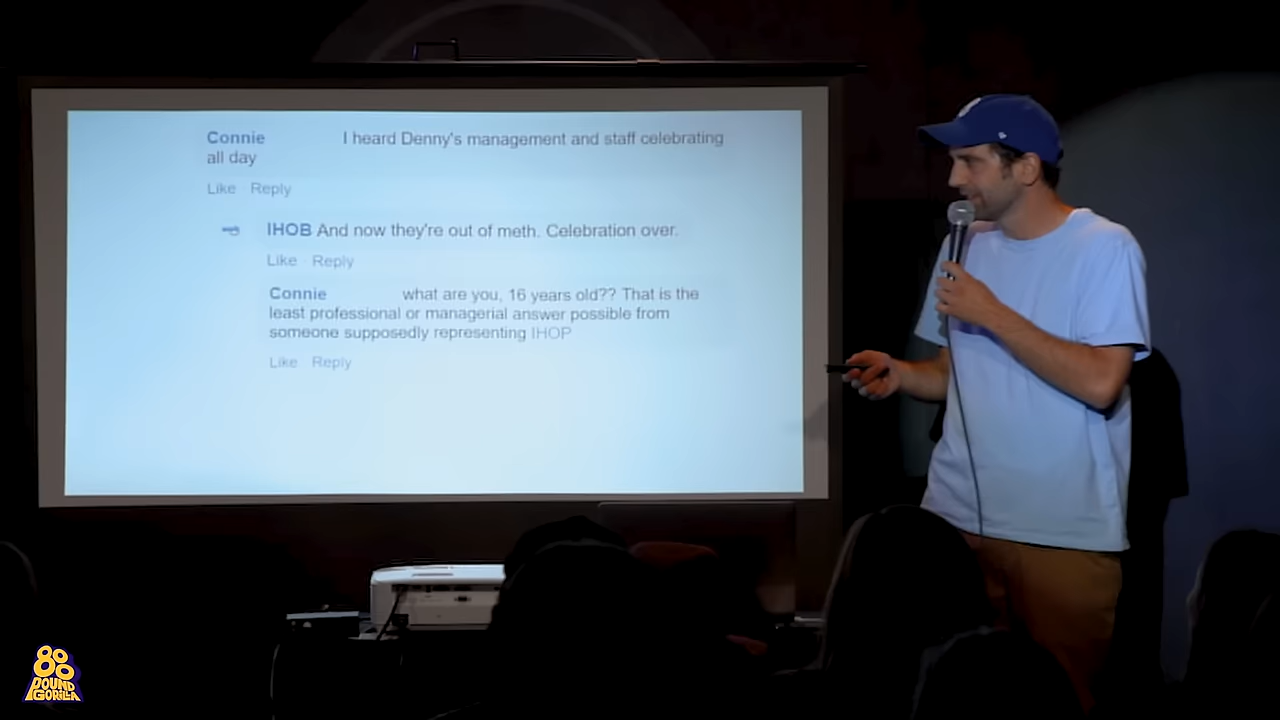 Connie I heard Denny's management and staff celebrating
all day
Like · Reply
IHOB And now they're out of meth. Celebration over.
Like · Reply
Connie what are you, 16 years old?? That is the
least professional or managerial answer possible from
someone supposedly representing IHOP
Like Reply
800
POUND
GORILLA